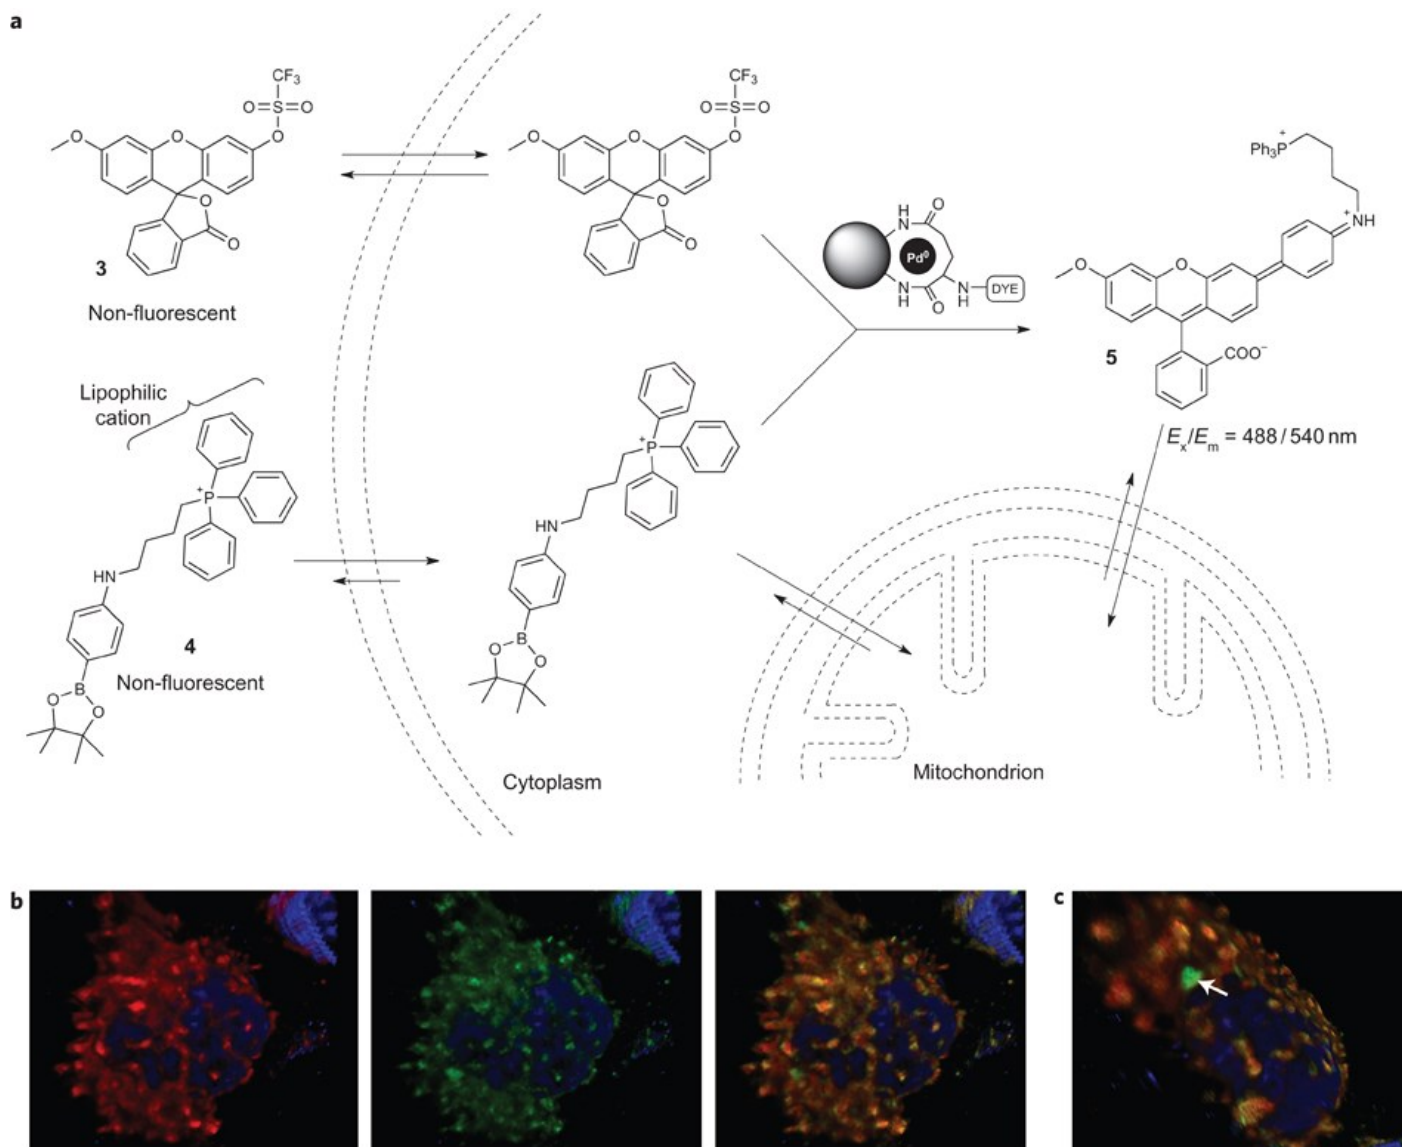 a
CF3
O=S=O
O
O
O
O
O
3
Non-fluorescent
CF3
O=S=O
O
O
O
O
O
H
N
O
Pd⁰
N
H
O
H
N
DYE
Ph3P
+
+
NH
O
O
COO⁻
5
Ex/Em = 488 / 540 nm
Lipophilic
cation
+
P
HN
4
Non-fluorescent
B
O
O
+
P
HN
B
O
O
Cytoplasm
Mitochondrion
b
c